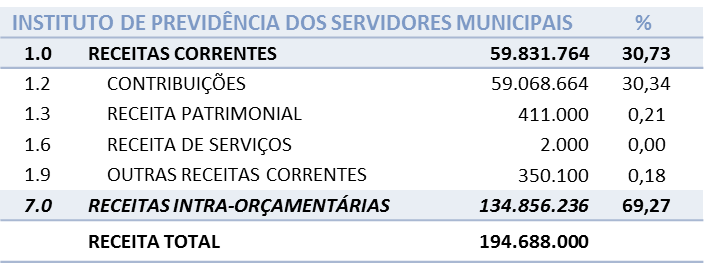 INSTITUTO DE PREVIDÊNCIA DOS SERVIDORES MUNICIPAIS %
1.0 RECEITAS CORRENTES 59.831.764 30,73
1.2 CONTRIBUIÇÕES 59.068.664 30,34
1.3 RECEITA PATRIMONIAL 411.000 0,21
1.6 RECEITA DE SERVIÇOS 2.000 0,00
1.9 OUTRAS RECEITAS CORRENTES 350.100 0,18
7.0 RECEITAS INTRA-ORÇAMENTÁRIAS 134.856.236 69,27
RECEITA TOTAL 194.688.000